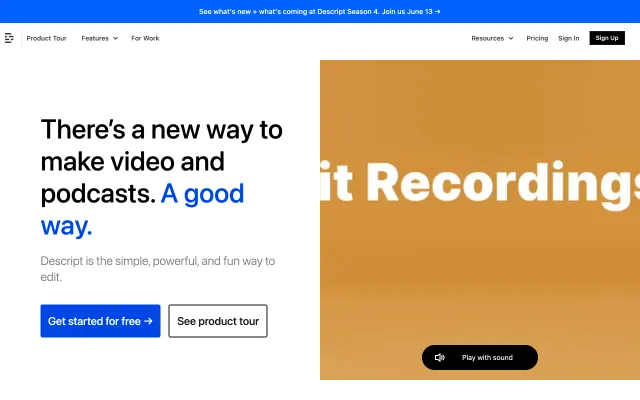 See what's new + what's coming at Descript Season 4. Join us June 13 →
Product Tour
Features
For Work
Resources
Pricing
Sign In
Sign Up
There's a new way to
make video and
podcasts. A good
way.
Descript is the simple, powerful, and fun way to
edit.
Get started for free →
See product tour
it Recordings
Play with sound